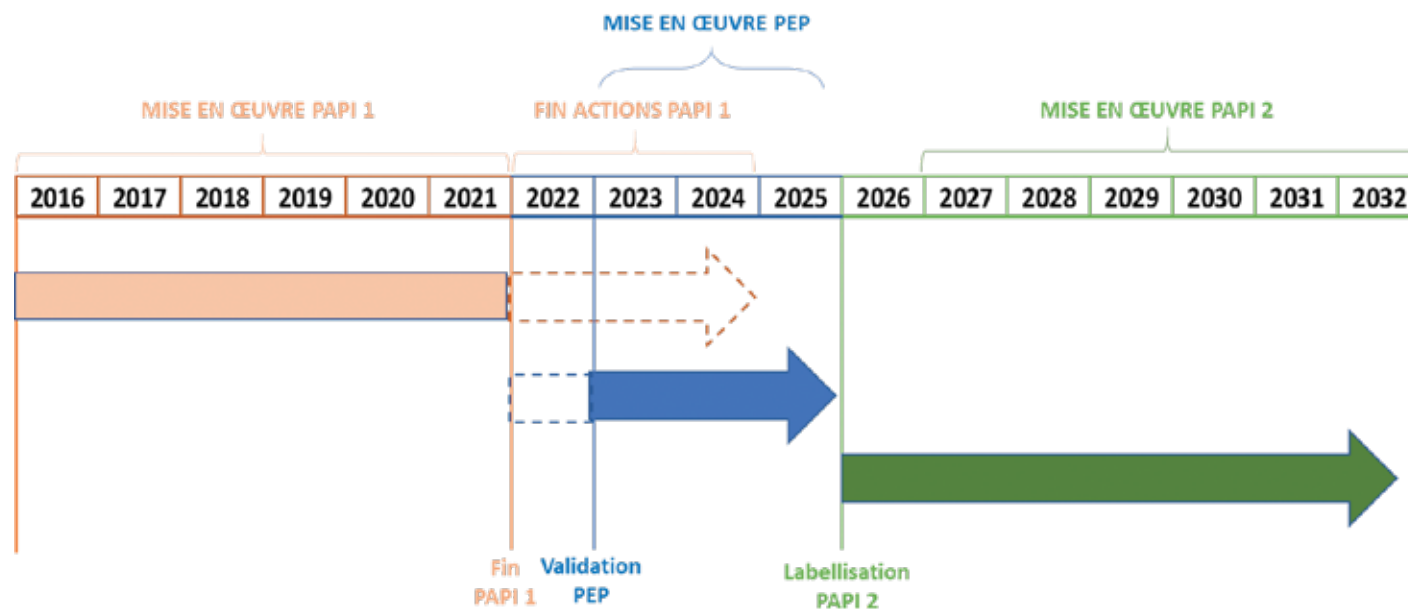 MISE EN ŒUVRE PEP
MISE EN ŒUVRE PAPI 1
FIN ACTIONS PAPI 1
MISE EN ŒUVRE PAPI 2
2016 2017 2018 2019 2020 2021 2022 2023 2024 2025 2026 2027 2028 2029 2030 2031 2032
Fin
PAPI 1
Validation
PEP
Labellisation
PAPI 2